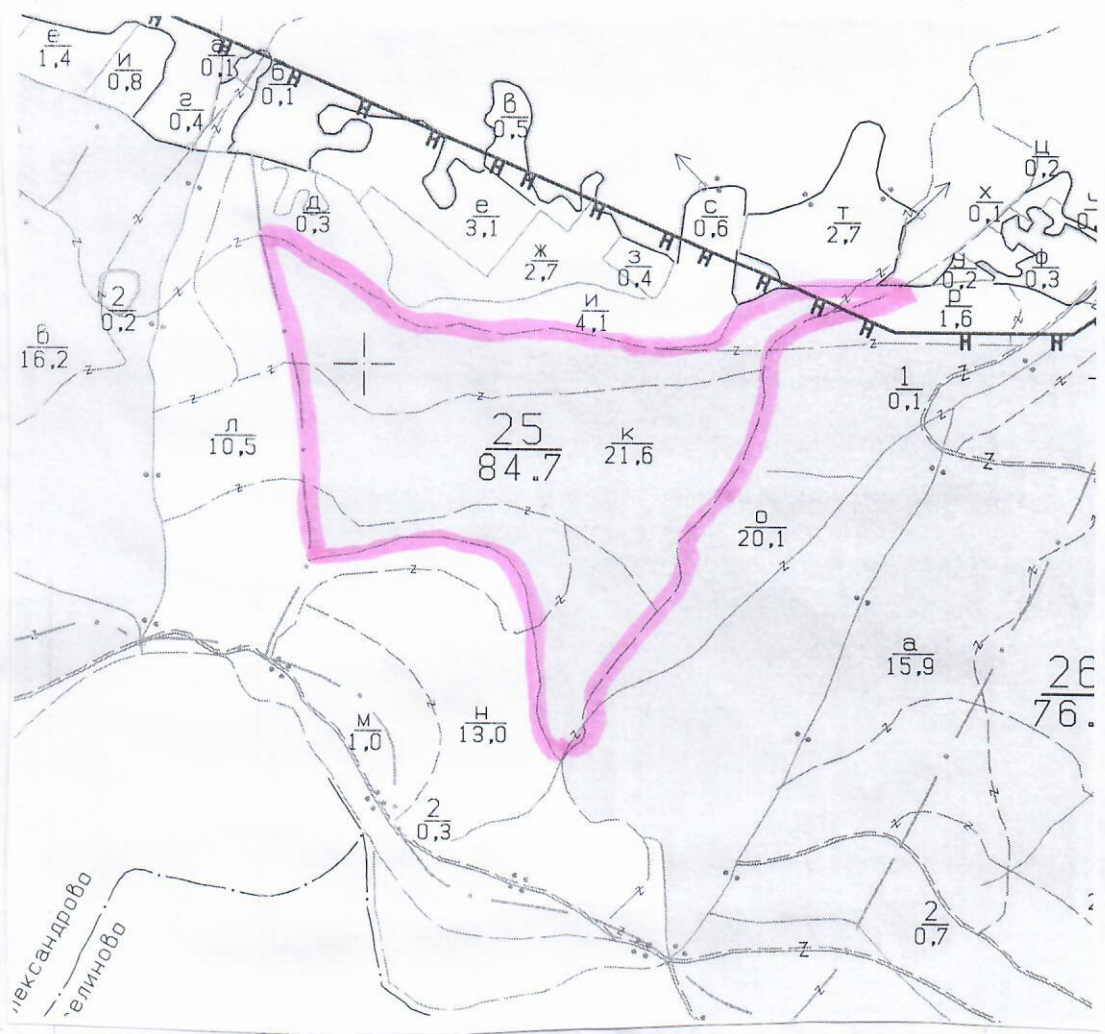 е
1,4
и
0,8
а
0,1
г
0,4
б
0,1
в
0,5
д
0,3
е
3,1
ж
2,7
з
0,4
и
4,1
с
0,6
т
2,7
ц
0,2
х
0,1
у
0,2
ф
0,3
р
1,6
2
0,2
в
16,2
л
10,5
25
84.7
к
21,6
1
0,1
о
20,1
а
15,9
26
76.
м
1,0
н
13,0
2
0,3
2
0,7
лександрово
елиново